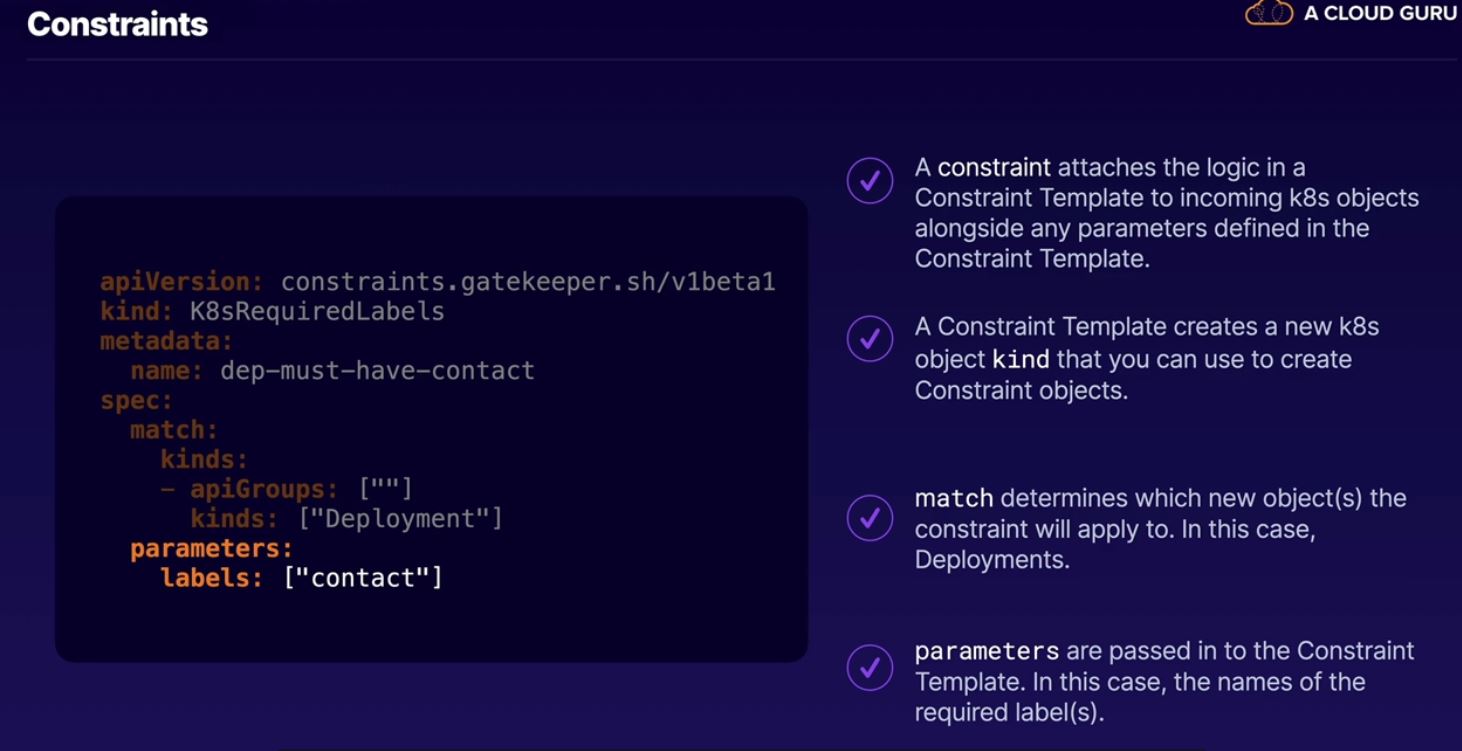 Constraints
A CLOUD GURU
apiVersion: constraints.gatekeeper.sh/v1beta1
kind: K8sRequiredLabels
metadata:
  name: dep-must-have-contact
spec:
  match:
    kinds:
    - apiGroups: [""]
      kinds: ["Deployment"]
  parameters:
    labels: ["contact"]
A constraint attaches the logic in a
Constraint Template to incoming k8s objects
alongside any parameters defined in the
Constraint Template.
A Constraint Template creates a new k8s
object kind that you can use to create
Constraint objects.
match determines which new object(s) the
constraint will apply to. In this case,
Deployments.
parameters are passed in to the Constraint
Template. In this case, the names of the
required label(s).